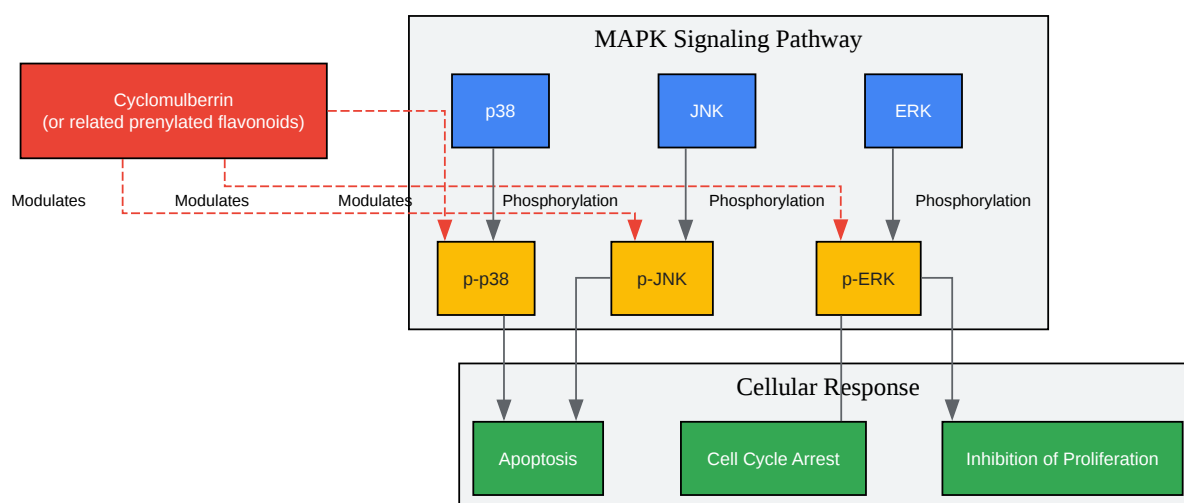 MAPK Signaling Pathway
Cyclomulberrin
(or related prenylated flavonoids)
p38
JNK
ERK
Modulates
Modulates
Modulates
Phosphorylation
Phosphorylation
Phosphorylation
p-p38
p-JNK
p-ERK
Cellular Response
Apoptosis
Cell Cycle Arrest
Inhibition of Proliferation